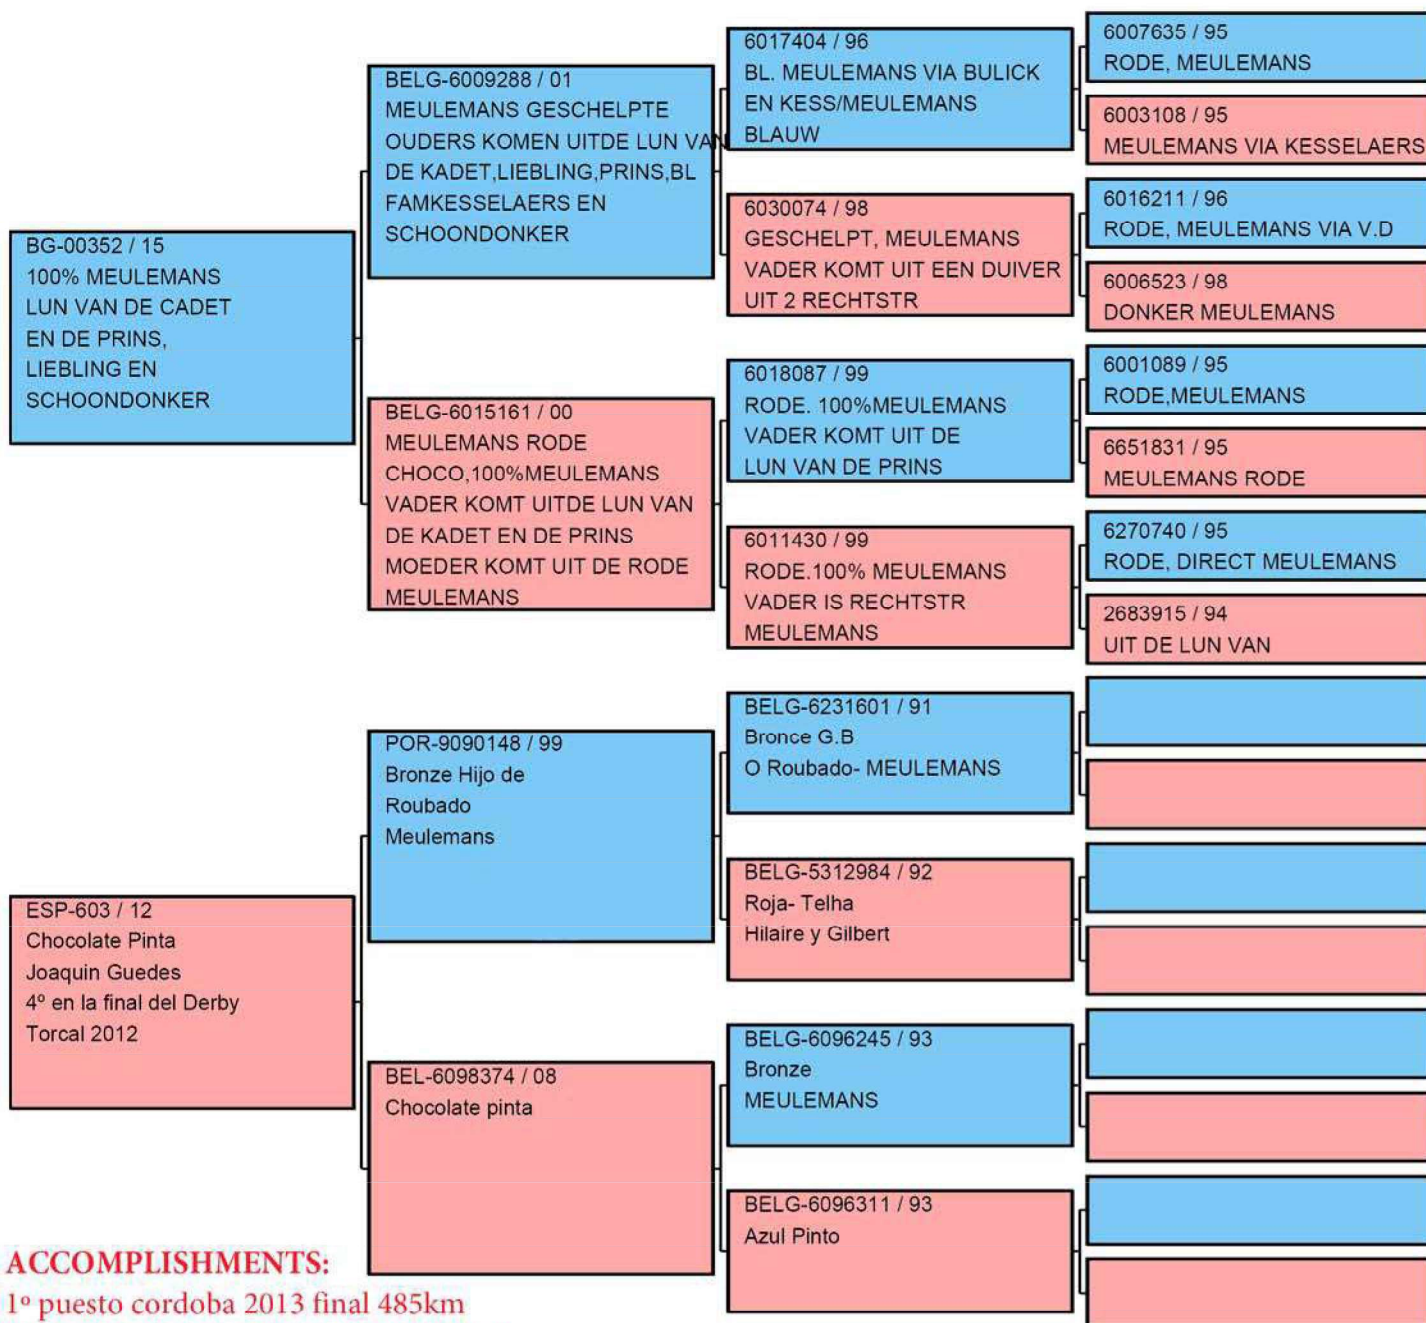 BG-00352 / 15
100% MEULEMANS
LUN VAN DE CADET
EN DE PRINS,
LIEBLING EN
SCHOONDONKER
BELG-6009288 / 01
MEULEMANS GESCHELPTE
OUDERS KOMEN UITDE LUN VAN
DE KADET,LIEBLING,PRINS,BL
FAMKESSELAERS EN
SCHOONDONKER
BELG-6015161 / 00
MEULEMANS RODE
CHOCO,100%MEULEMANS
VADER KOMT UITDE LUN VAN
DE KADET EN DE PRINS
MOEDER KOMT UIT DE RODE
MEULEMANS
6017404 / 96
BL. MEULEMANS VIA BULICK
EN KESS/MEULEMANS
BLAUW
6030074 / 98
GESCHELPT, MEULEMANS
VADER KOMT UIT EEN DUIVER
UIT 2 RECHTSTR
6018087 / 99
RODE. 100%MEULEMANS
VADER KOMT UIT DE
LUN VAN DE PRINS
6011430 / 99
RODE.100% MEULEMANS
VADER IS RECHTSTR
MEULEMANS
6007635 / 95
RODE, MEULEMANS
6003108 / 95
MEULEMANS VIA KESSELAERS
6016211 / 96
RODE, MEULEMANS VIA V.D
6006523 / 98
DONKER MEULEMANS
6001089 / 95
RODE,MEULEMANS
6651831 / 95
MEULEMANS RODE
6270740 / 95
RODE, DIRECT MEULEMANS
2683915 / 94
UIT DE LUN VAN
ESP-603 / 12
Chocolate Pinta
Joaquin Guedes
4º en la final del Derby
Torcal 2012
POR-9090148 / 99
Bronze Hijo de
Roubado
Meulemans
BEL-6098374 / 08
Chocolate pinta
BELG-6231601 / 91
Bronce G.B
O Roubado- MEULEMANS
BELG-5312984 / 92
Roja- Telha
Hilaire y Gilbert
BELG-6096245 / 93
Bronze
MEULEMANS
BELG-6096311 / 93
Azul Pinto
ACCOMPLISHMENTS:
1º puesto cordoba 2013 final 485km